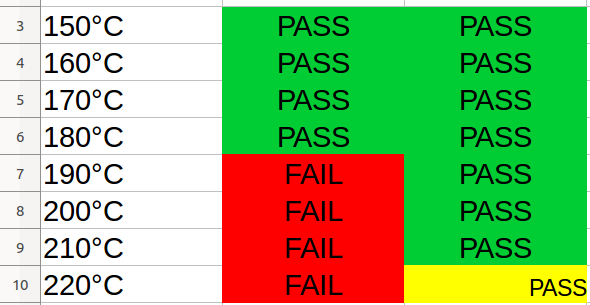 3 150°C PASS PASS
4 160°C PASS PASS
5 170°C PASS PASS
6 180°C PASS PASS
7 190°C FAIL PASS
8 200°C FAIL PASS
9 210°C FAIL PASS
10 220°C FAIL PASS